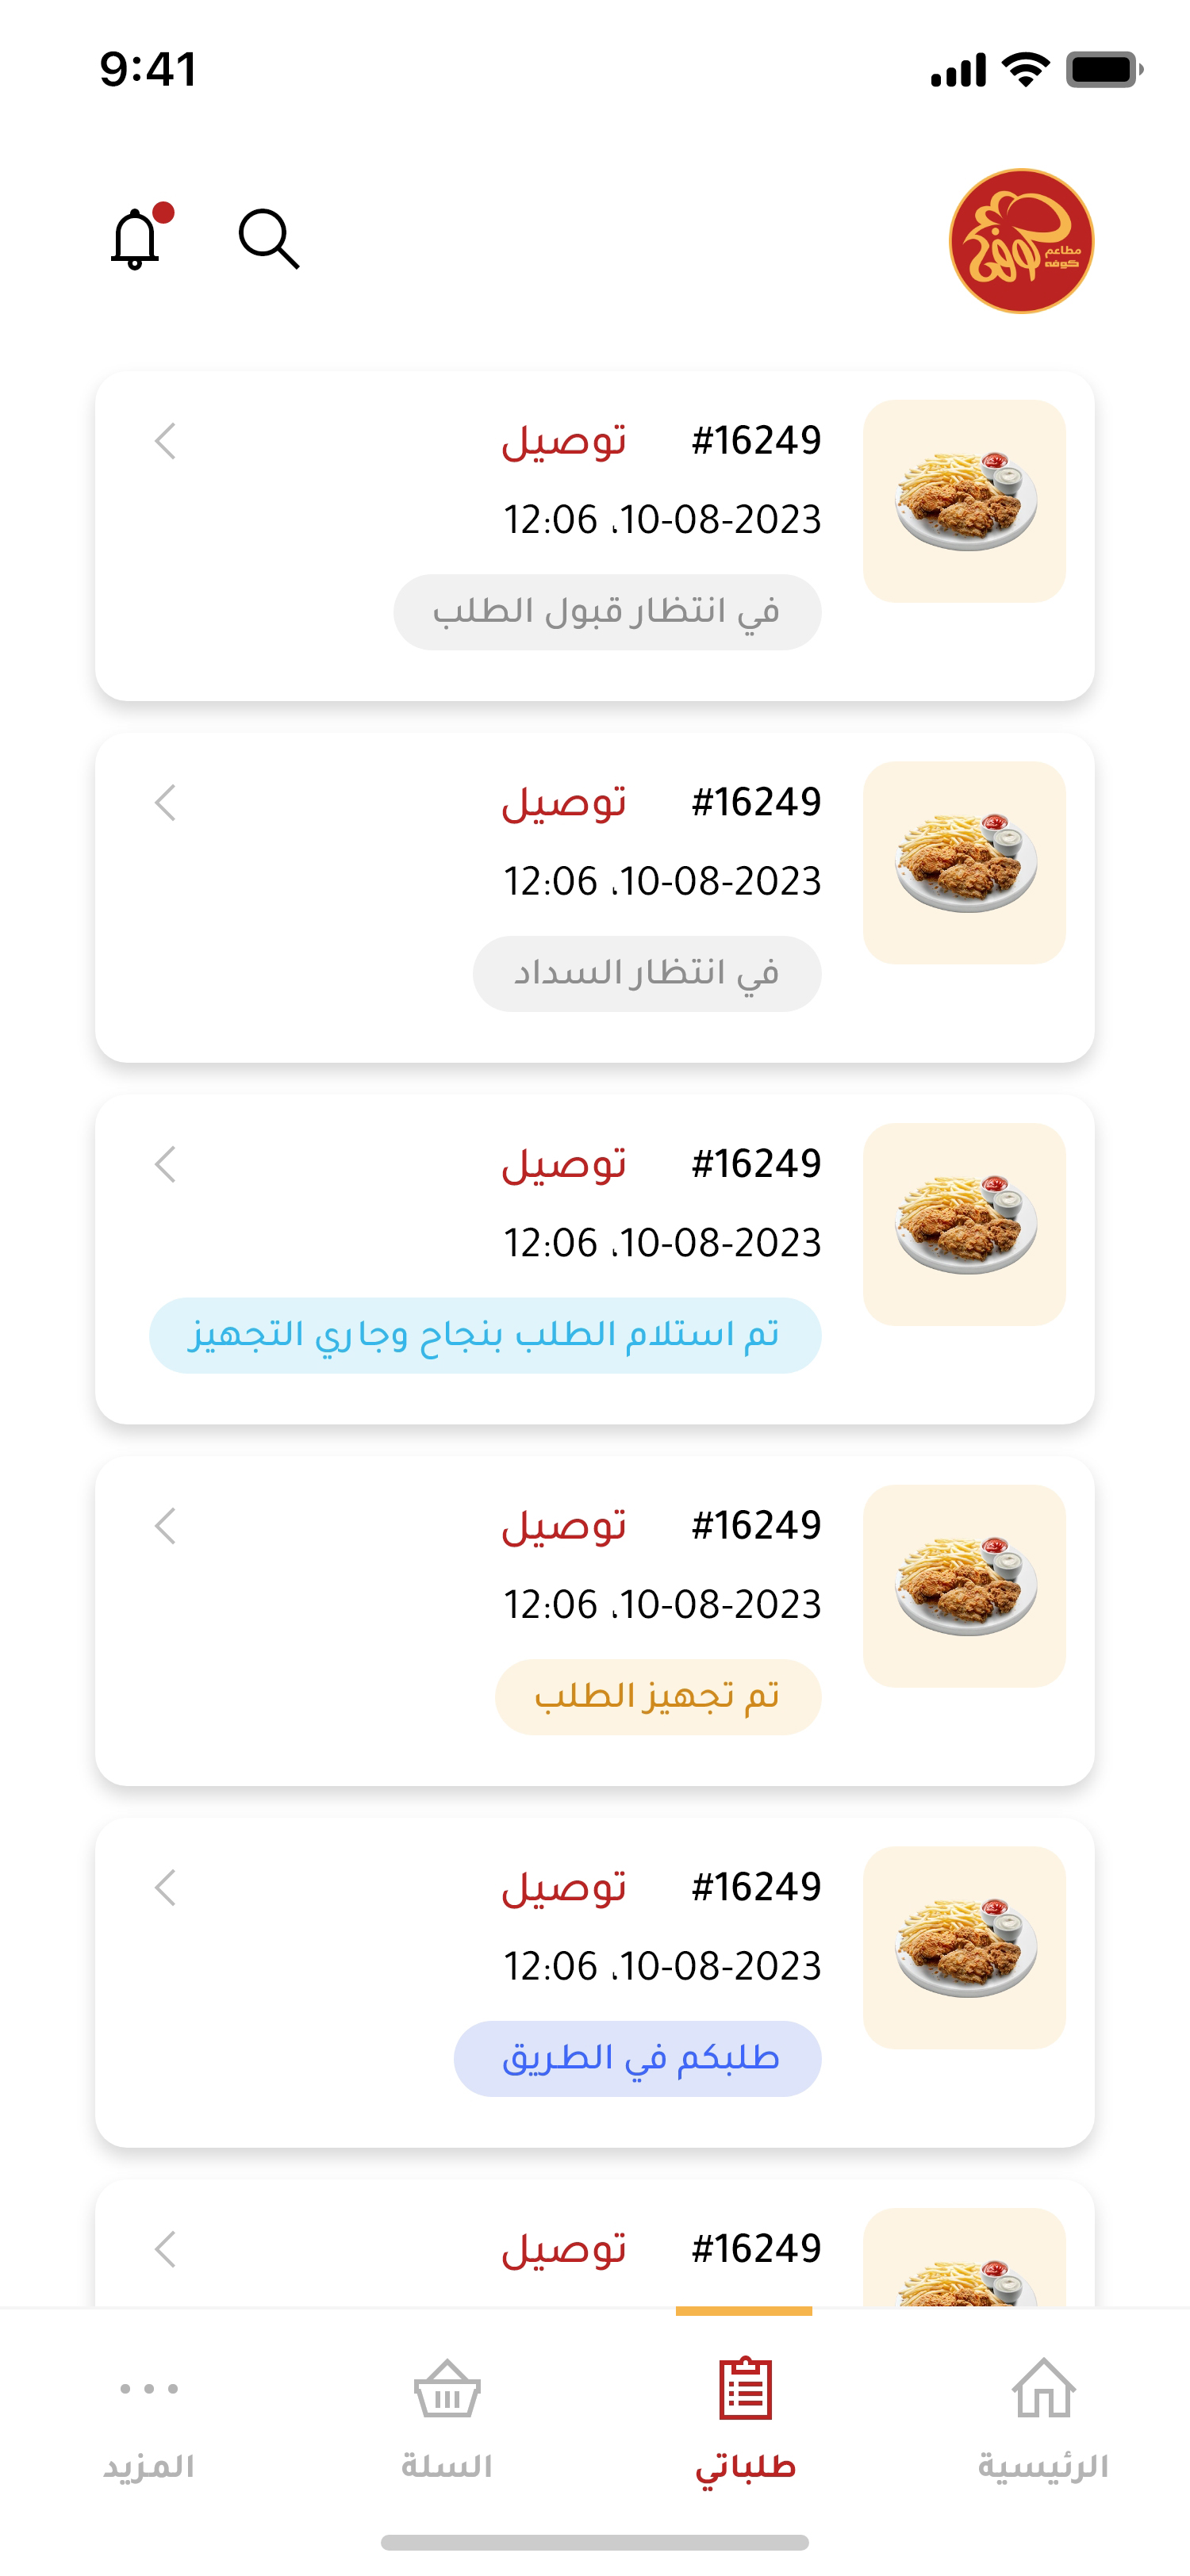 9:41
مطاعم
كوفه
#16249 توصيل
10-08-2023، 12:06
في انتظار قبول الطلب
#16249 توصيل
10-08-2023، 12:06
في انتظار السداد
#16249 توصيل
10-08-2023، 12:06
تم استلام الطلب بنجاح وجاري التجهيز
#16249 توصيل
10-08-2023، 12:06
تم تجهيز الطلب
#16249 توصيل
10-08-2023، 12:06
طلبكم في الطريق
#16249 توصيل
الرئيسية طلباتي السلة المزيد